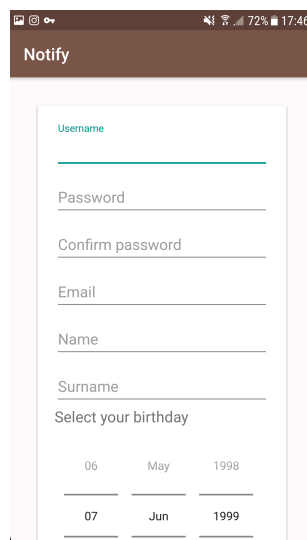 72% 17:46
Notify
Username
Password
Confirm password
Email
Name
Surname
Select your birthday
06 May 1998
07 Jun 1999